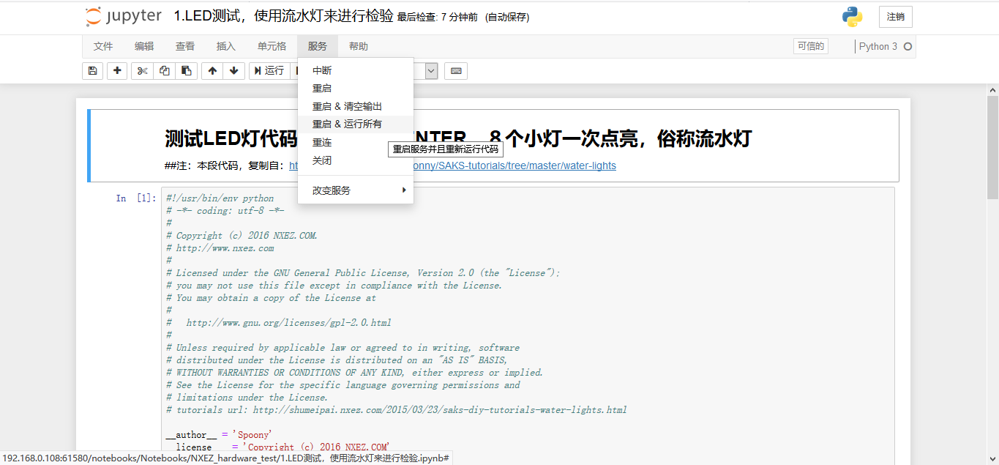 jupyter 1.LED测试，使用流水灯来进行检验 最后检查: 7 分钟前 (自动保存) 注销
文件 编辑 查看 插入 单元格 服务 帮助 可信的 Python 3
运行
中断
重启
重启 & 清空输出
重启 & 运行所有
重连
关闭
改变服务
重启服务并且重新运行代码
测试LED灯代码 NTER 8个小灯一次点亮，俗称流水灯
##注：本段代码，复制自：ht onny/SAKS-tutorials/tree/master/water-lights
In [1]:
#!/usr/bin/env python
# -*- coding: utf-8 -*-
#
# Copyright (c) 2016 NXEZ.COM.
# http://www.nxez.com
#
# Licensed under the GNU General Public License, Version 2.0 (the "License");
# you may not use this file except in compliance with the License.
# You may obtain a copy of the License at
#
#   http://www.gnu.org/licenses/gpl-2.0.html
#
# Unless required by applicable law or agreed to in writing, software
# distributed under the License is distributed on an "AS IS" BASIS,
# WITHOUT WARRANTIES OR CONDITIONS OF ANY KIND, either express or implied.
# See the License for the specific language governing permissions and
# limitations under the License.
# tutorials url: http://shumeipai.nxez.com/2015/03/23/saks-diy-tutorials-water-lights.html
__author__ = 'Spoony'
__license__ = 'Copyright (c) 2016 NXEZ.COM'
192.168.0.108:61580/notebooks/Notebooks/NXEZ_hardware_test/1.LED测试，使用流水灯来进行检验.ipynb#